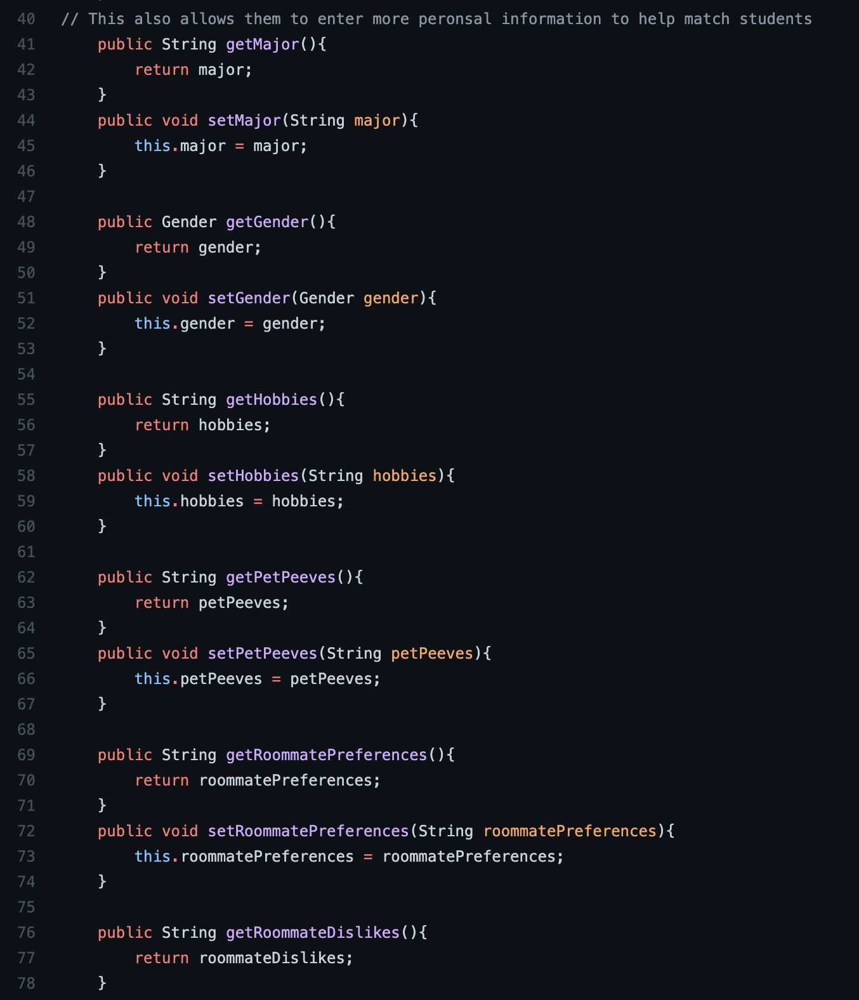 40 // This also allows them to enter more peronsal information to help match students
41 public String getMajor(){
42 return major;
43 }
44 public void setMajor(String major){
45 this.major = major;
46 }
47
48 public Gender getGender(){
49 return gender;
50 }
51 public void setGender(Gender gender){
52 this.gender = gender;
53 }
54
55 public String getHobbies(){
56 return hobbies;
57 }
58 public void setHobbies(String hobbies){
59 this.hobbies = hobbies;
60 }
61
62 public String getPetPeeves(){
63 return petPeeves;
64 }
65 public void setPetPeeves(String petPeeves){
66 this.petPeeves = petPeeves;
67 }
68
69 public String getRoommatePreferences(){
70 return roommatePreferences;
71 }
72 public void setRoommatePreferences(String roommatePreferences){
73 this.roommatePreferences = roommatePreferences;
74 }
75
76 public String getRoommateDislikes(){
77 return roommateDislikes;
78 }